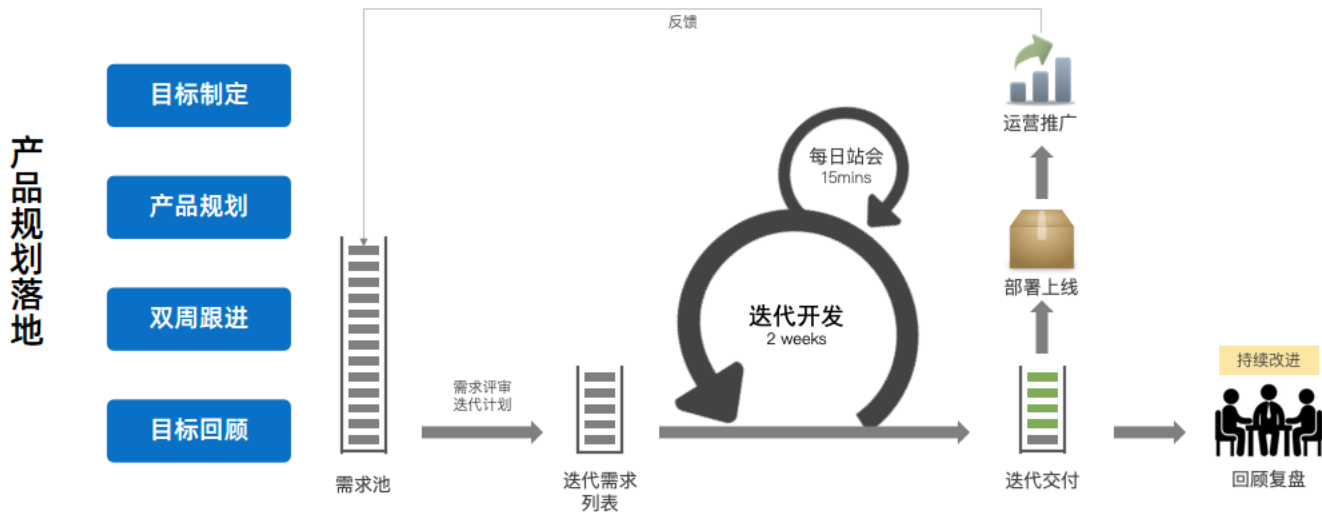 产品规划落地
目标制定
产品规划
双周跟进
目标回顾
反馈
需求池
需求评审
迭代计划
迭代需求
列表
每日站会
15mins
迭代开发
2 weeks
运营推广
部署上线
迭代交付
持续改进
回顾复盘